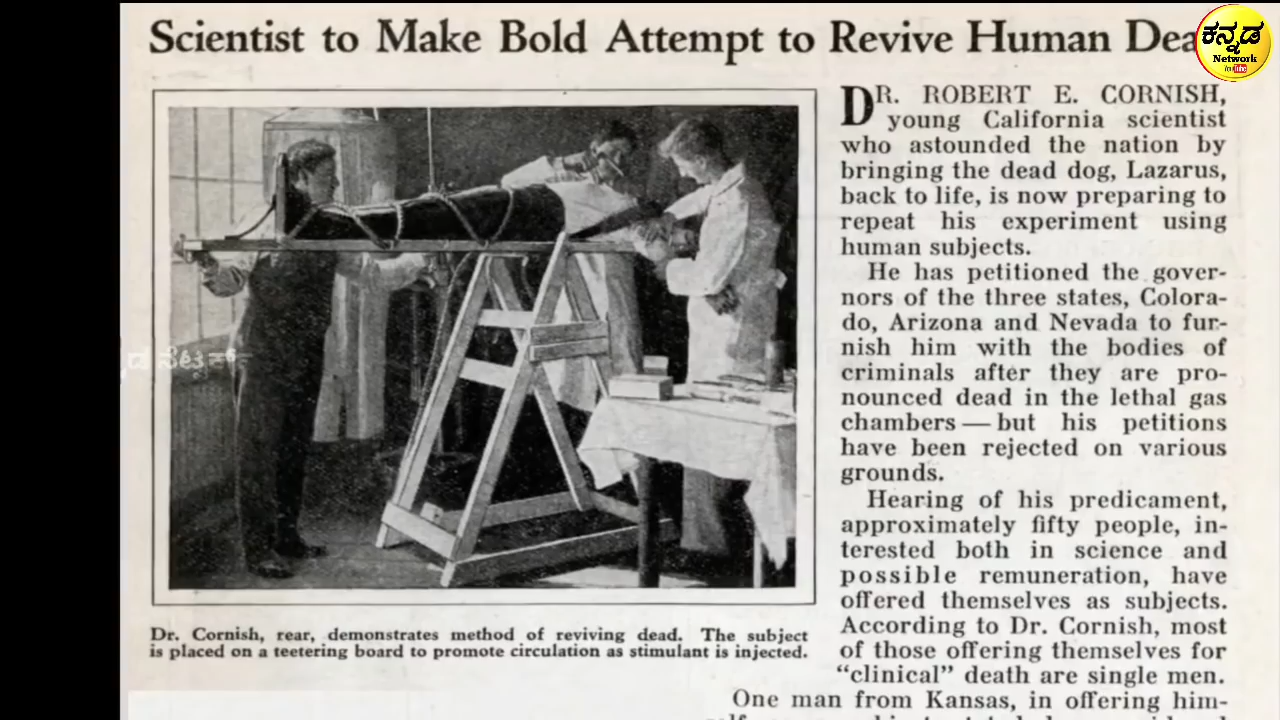 Scientist to Make Bold Attempt to Revive Human
ಕನ್ನಡ
Network
DR. ROBERT E. CORNISH,
young California scientist
who astounded the nation by
bringing the dead dog, Lazarus,
back to life, is now preparing to
repeat his experiment using
human subjects.
He has petitioned the gover-
nors of the three states, Colora-
do, Arizona and Nevada to fur-
nish him with the bodies of
criminals after they are pro-
nounced dead in the lethal gas
chambers — but his petitions
have been rejected on various
grounds.
Hearing of his predicament,
approximately fifty people, in-
terested both in science and
possible remuneration, have
offered themselves as subjects.
According to Dr. Cornish, most
of those offering themselves for
“clinical” death are single men.
One man from Kansas, in offering him-
Dr. Cornish, rear, demonstrates method of reviving dead. The subject
is placed on a teetering board to promote circulation as stimulant is injected.